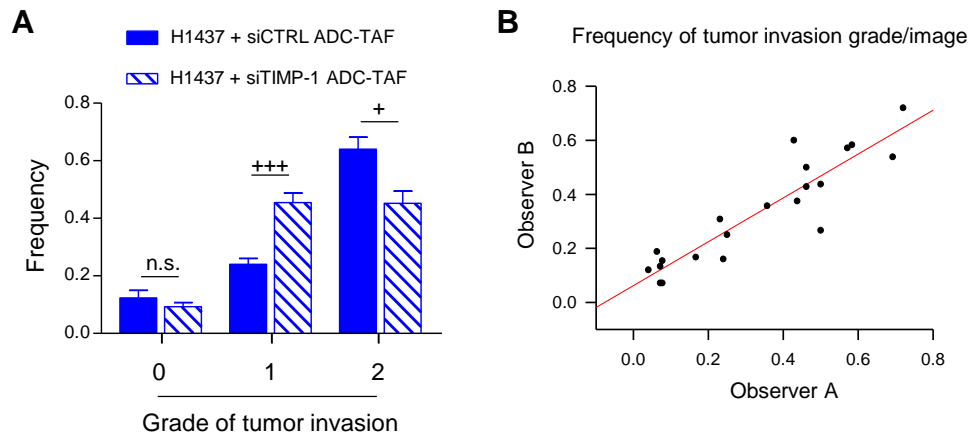 A
H1437 + siCTRL ADC-TAF
H1437 + siTIMP-1 ADC-TAF
Frequency
0.8
0.6
0.4
0.2
0.0
n.s.
+++
+
0 1 2
Grade of tumor invasion
B
Frequency of tumor invasion grade/image
Observer B
0.8
0.6
0.4
0.2
0.0
0.0 0.2 0.4 0.6 0.8
Observer A